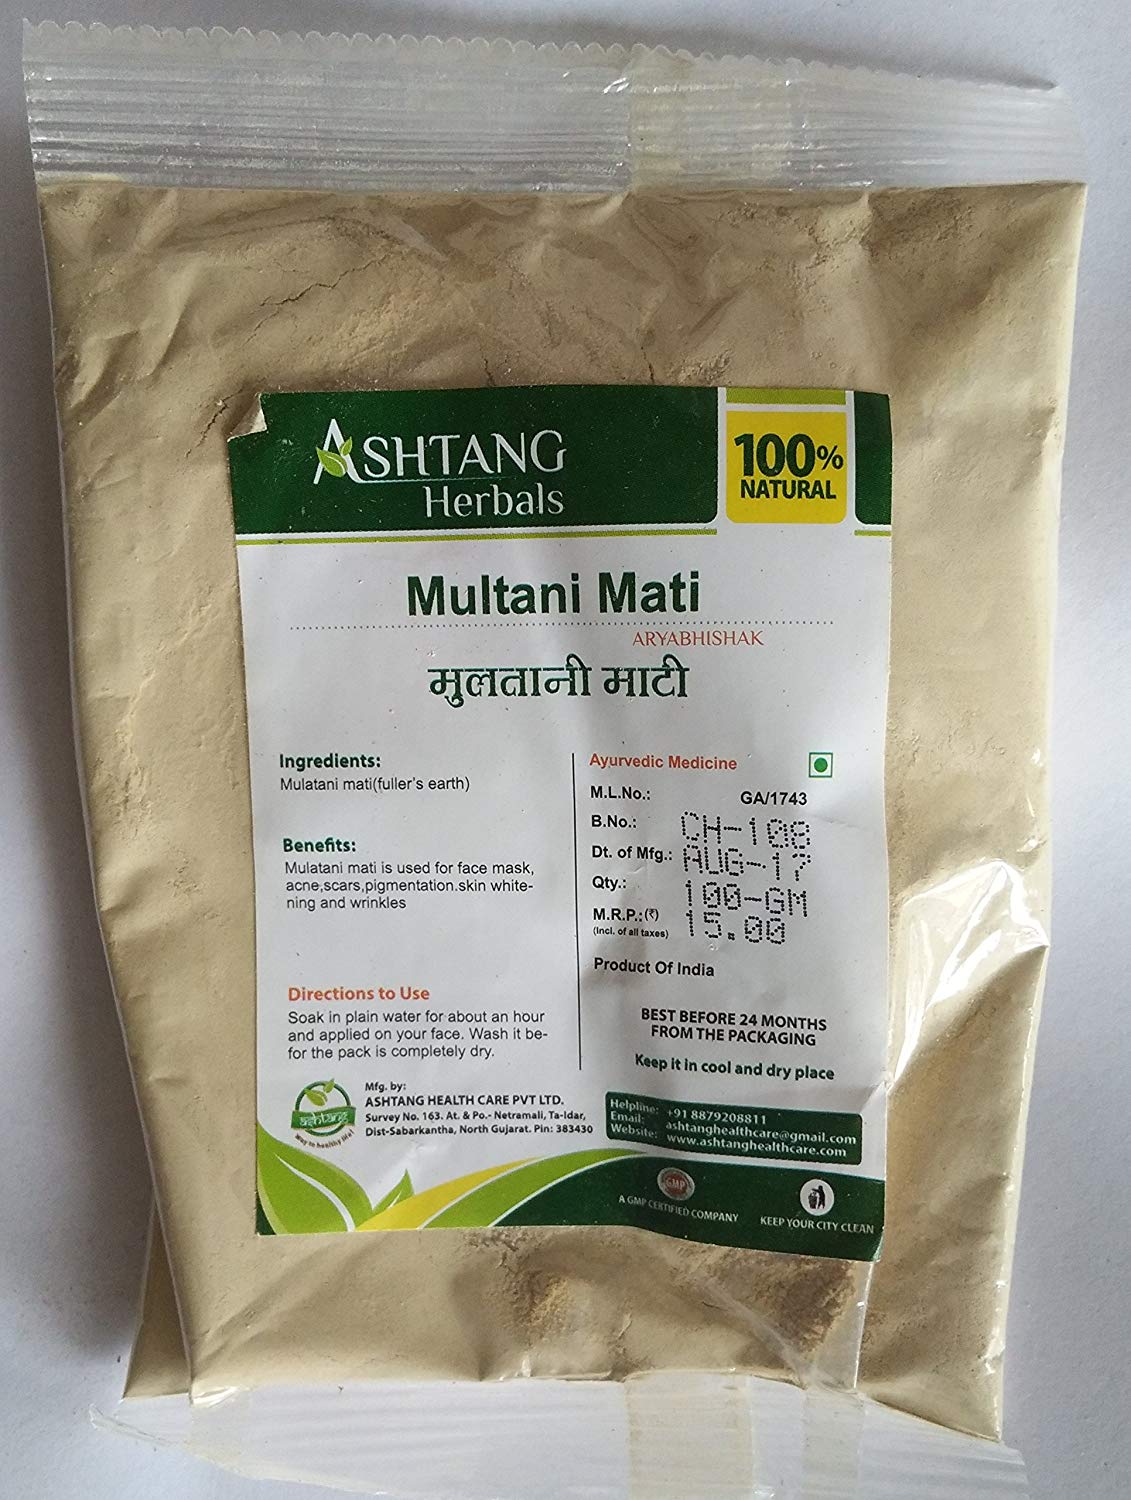 ASHTANG
Herbals
100%
NATURAL
Multani Mati
ARYABHISHAK
मुलतानी माटी
Ingredients:
Mulatani mati(fuller's earth)
Benefits:
Mulatani mati is used for face mask,
acne,scars,pigmentation.skin white-
ning and wrinkles
Directions to Use
Soak in plain water for about an hour
and applied on your face. Wash it be-
for the pack is completely dry.
Ayurvedic Medicine
M.L.No.: GA/1743
B.No.: CH-108
Dt. of Mfg.: AUG-17
Qty.: 100-GM
M.R.P.:(₹) 15.00
(Incl. of all taxes)
Product Of India
BEST BEFORE 24 MONTHS
FROM THE PACKAGING
Keep it in cool and dry place
ashtang
Way to healthy life!
Mfg. by:
ASHTANG HEALTH CARE PVT LTD.
Survey No. 163. At. & Po.- Netramali, Ta-Idar,
Dist-Sabarkantha, North Gujarat. Pin: 383430
Helpline: +91 8879208811
Email: ashtanghealthcare@gmail.com
Website: www.ashtanghealthcare.com
GMP
A GMP CERTIFIED COMPANY
KEEP YOUR CITY CLEAN